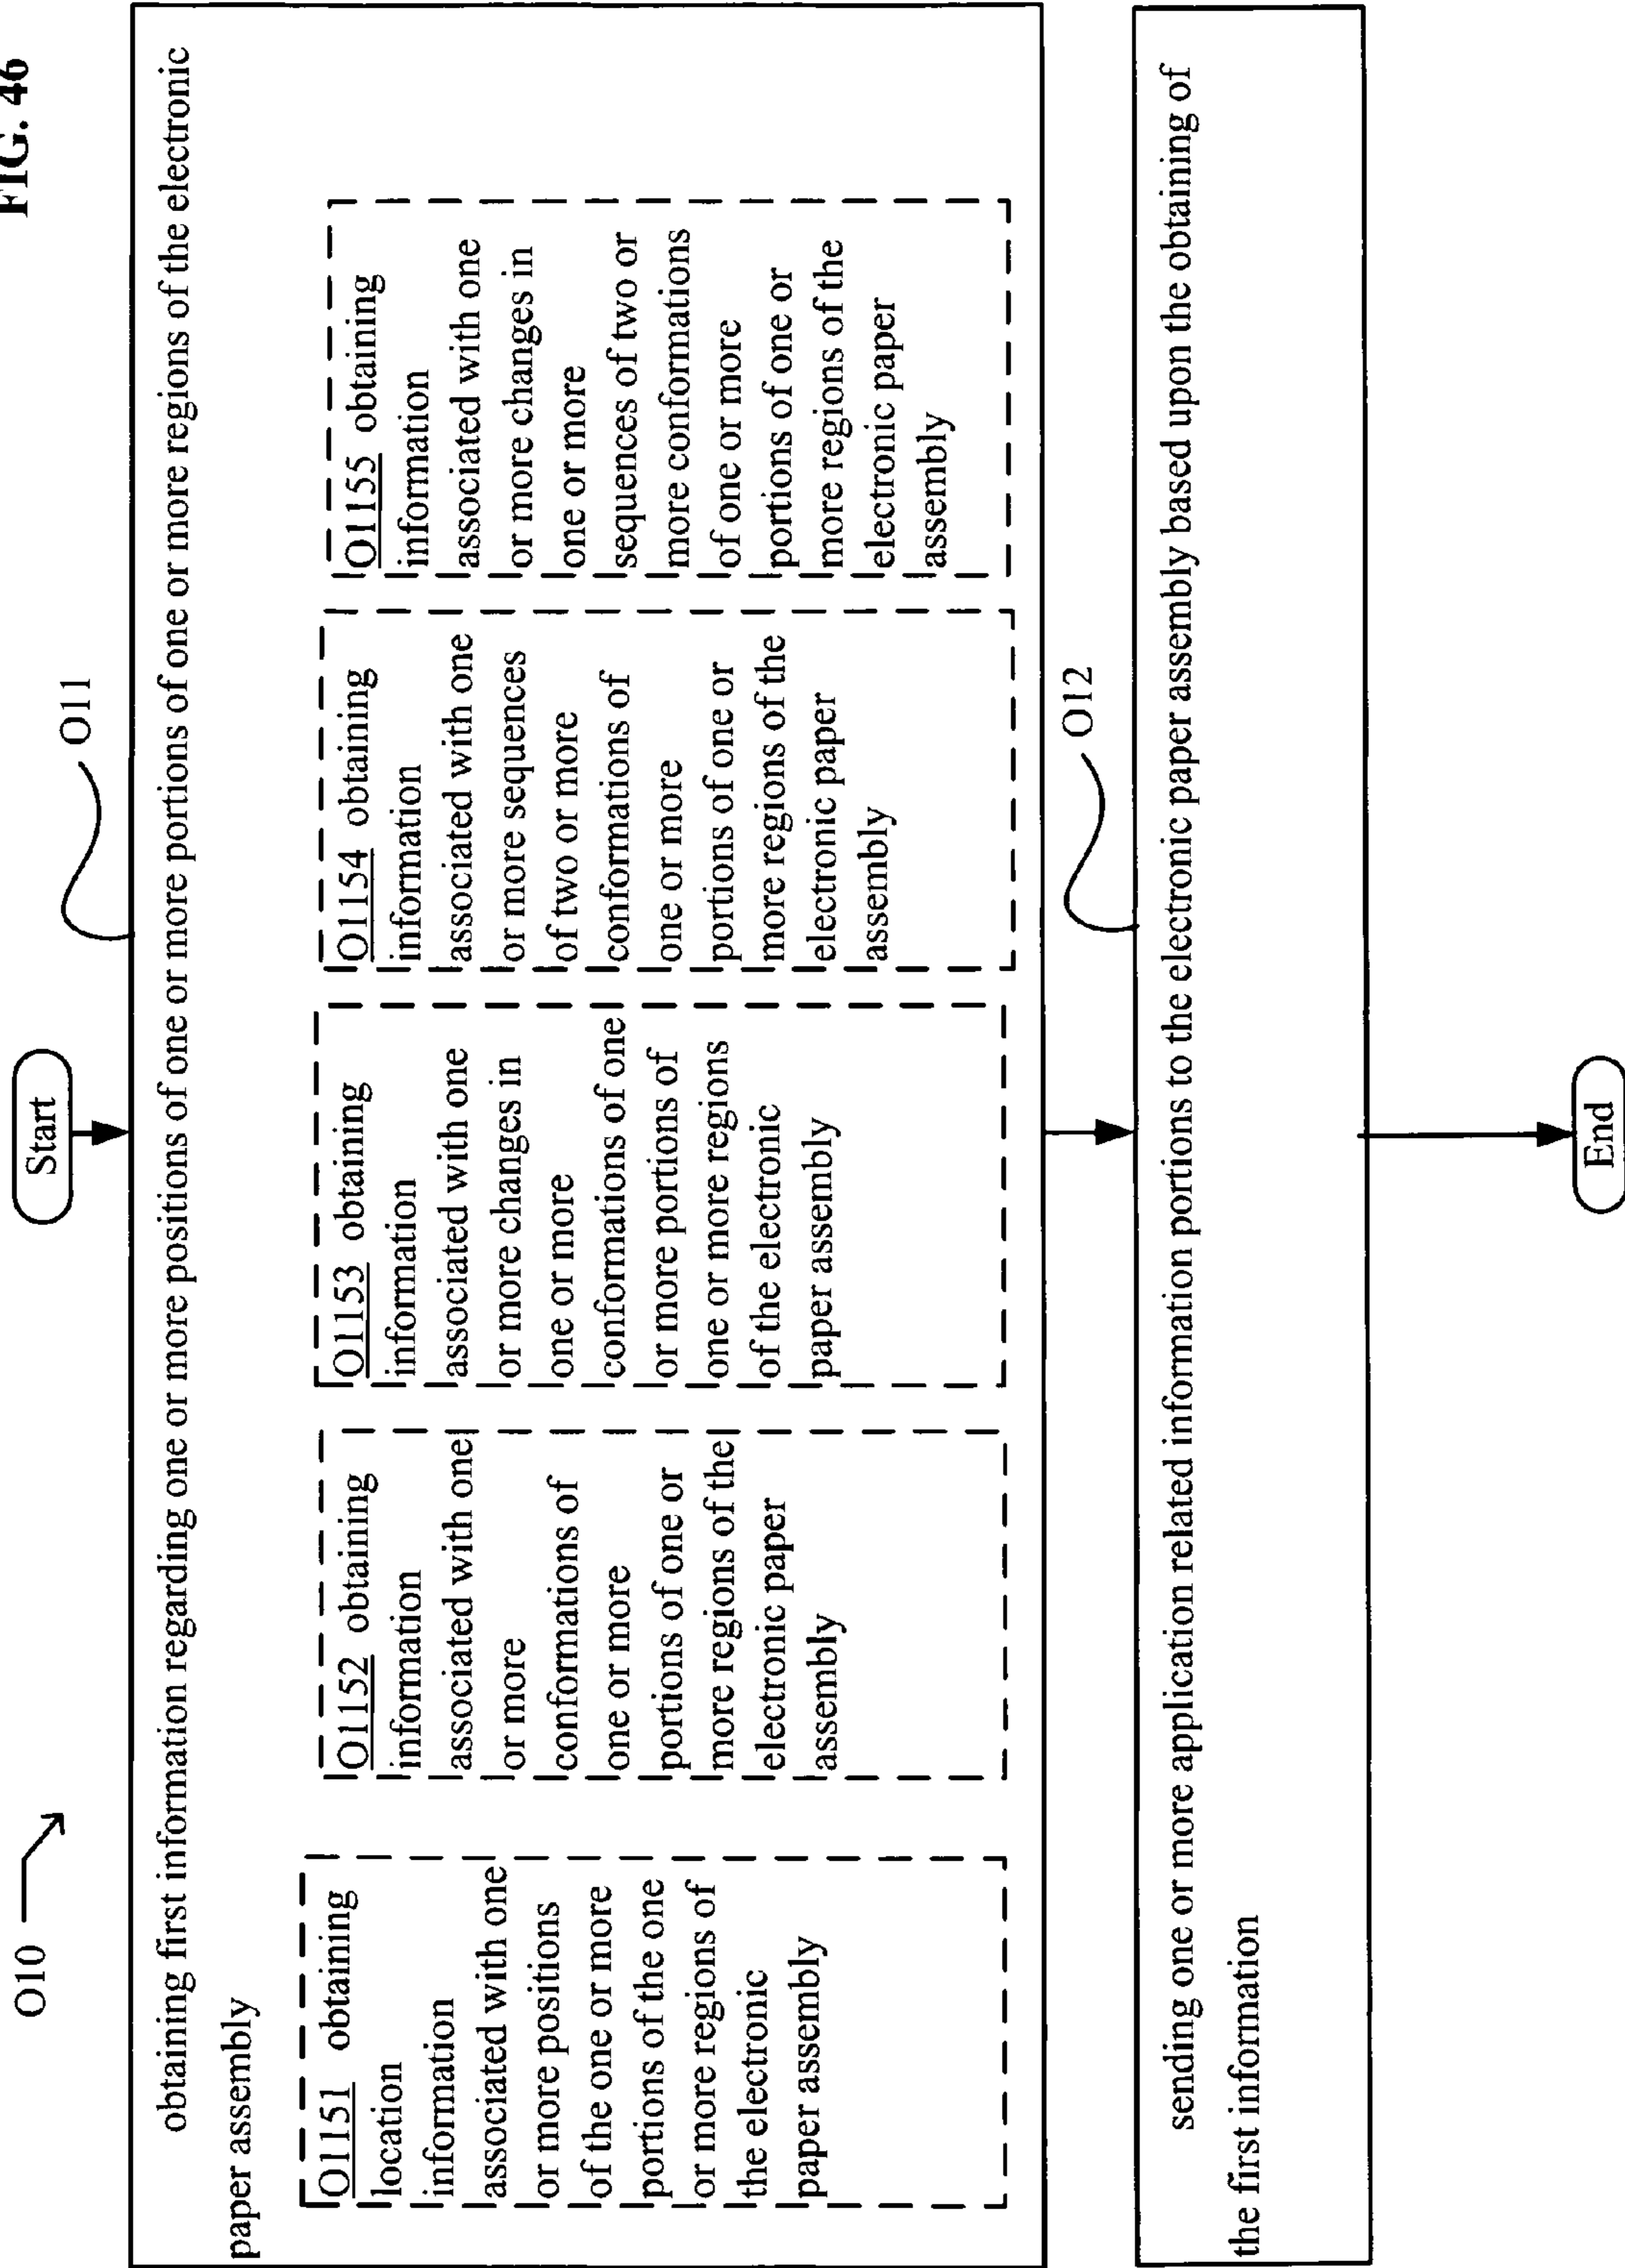 FIG. 46
O10
Start
O11
obtaining first information regarding one or more positions of one or more portions of one or more regions of the electronic
paper assembly
O1151 obtaining
location
information
associated with one
or more positions
of the one or more
portions of the one
or more regions of
the electronic
paper assembly
O1152 obtaining
information
associated with one
or more
conformations of
one or more
portions of one or
more regions of the
electronic paper
assembly
O1153 obtaining
information
associated with one
or more changes in
one or more
conformations of one
or more portions of
one or more regions
of the electronic
paper assembly
O1154 obtaining
information
associated with one
or more sequences
of two or more
conformations of
one or more
portions of one or
more regions of the
electronic paper
assembly
O1155 obtaining
information
associated with one
or more changes in
one or more
sequences of two or
more conformations
of one or more
portions of one or
more regions of the
electronic paper
assembly
O12
sending one or more application related information portions to the electronic paper assembly based upon the obtaining of
the first information
End